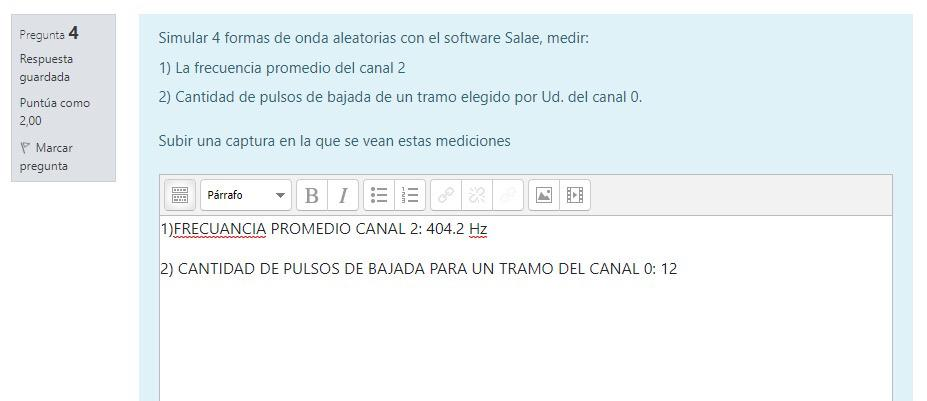 Pregunta 4
Respuesta
guardada
Puntúa como
2,00
Marcar
pregunta
Simular 4 formas de onda aleatorias con el software Salae, medir:
1) La frecuencia promedio del canal 2
2) Cantidad de pulsos de bajada de un tramo elegido por Ud. del canal 0.
Subir una captura en la que se vean estas mediciones
Párrafo B I
1)FRECUANCIA PROMEDIO CANAL 2: 404.2 Hz
2) CANTIDAD DE PULSOS DE BAJADA PARA UN TRAMO DEL CANAL 0: 12